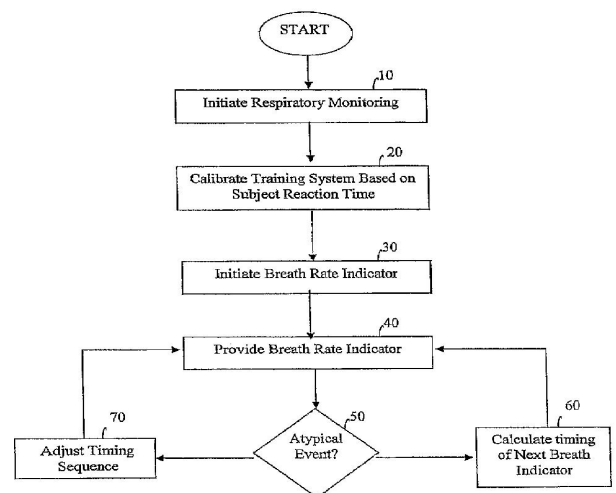 START
10
Initiate Respiratory Monitoring
20
Calibrate Training System Based on
Subject Reaction Time
30
Initiate Breath Rate Indicator
40
Provide Breath Rate Indicator
50
Atypical
Event?
60
Calculate timing
of Next Breath
Indicator
70
Adjust Timing
Sequence